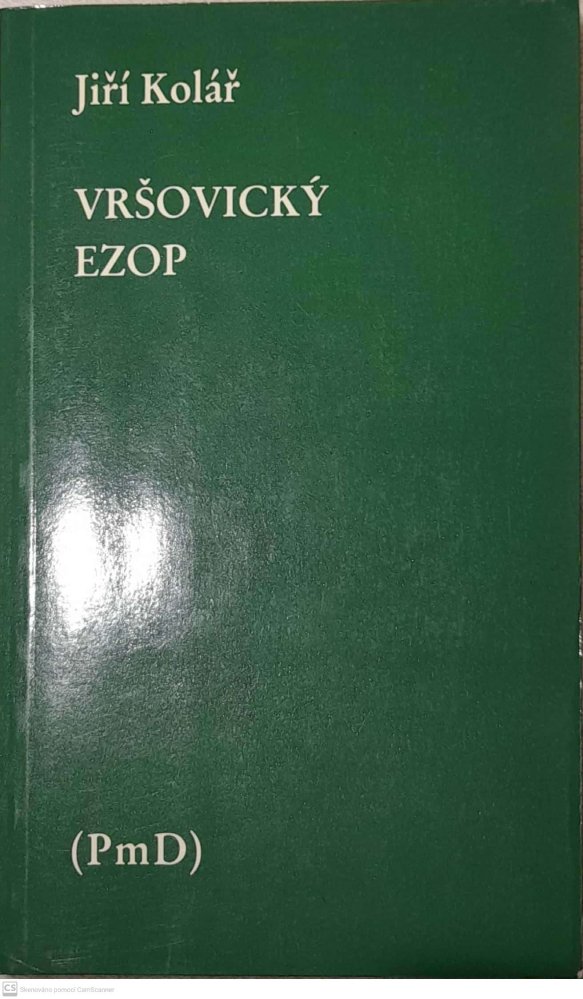 Jiří Kolář
VRŠOVICKÝ
EZOP
(PmD)
CS Skenováno pomocí CamScanner